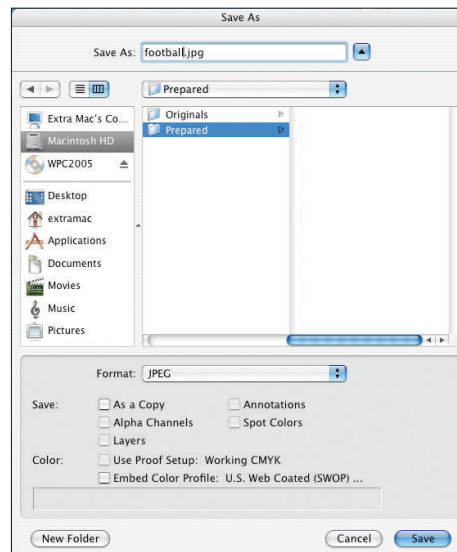 Save As
Save As: football.jpg
Prepared
Extra Mac's Co...
Macintosh HD
WPC2005
Desktop
extramac
Applications
Documents
Movies
Music
Pictures
Originals
Prepared
Format: JPEG
Save: As a Copy Annotations
Alpha Channels Spot Colors
Layers
Color: Use Proof Setup: Working CMYK
Embed Color Profile: U.S. Web Coated (SWOP) ...
New Folder Cancel Save